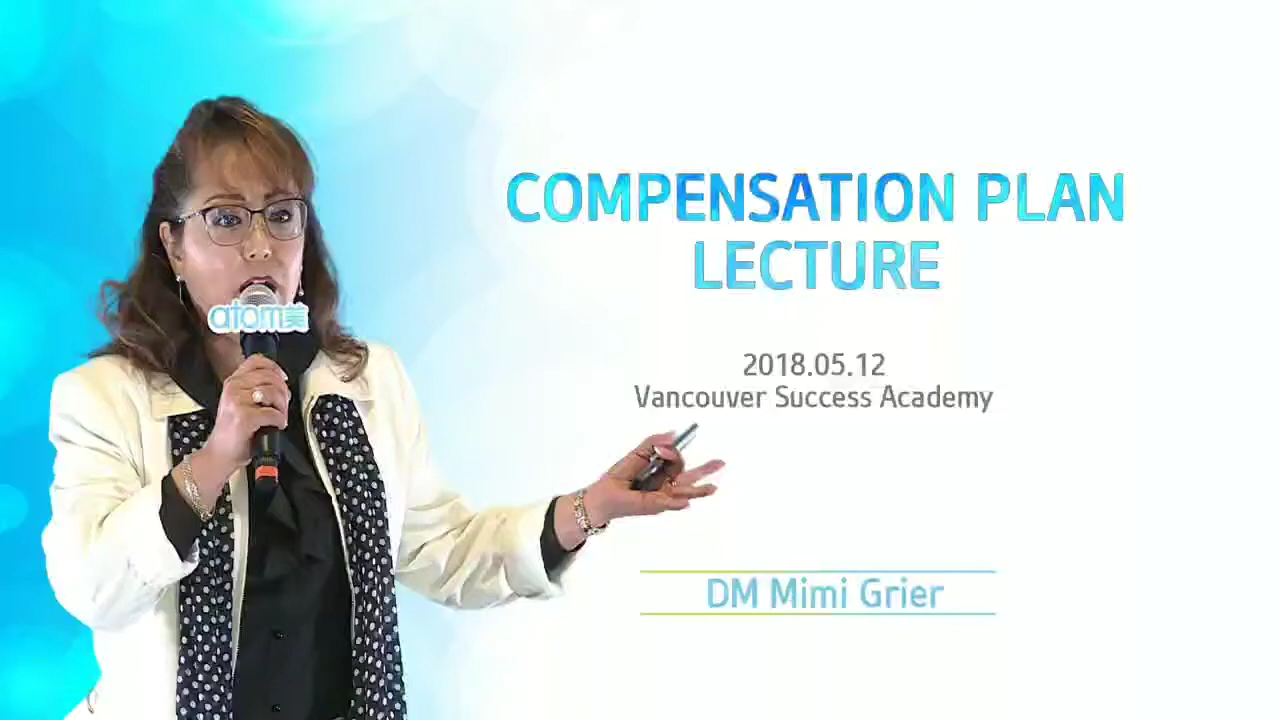 COMPENSATION PLAN
LECTURE
atom美
2018.05.12
Vancouver Success Academy
DM Mimi Grier